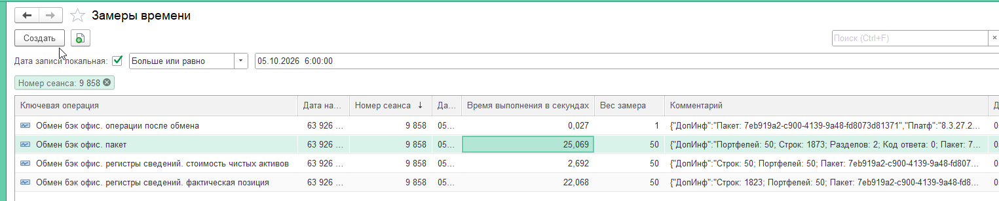 Замеры времени
Создать
Поиск (Ctrl+F)
×
Дата записи локальная: Больше или равно 05.10.2026 6:00:00
Номер сеанса: 9 858
Ключевая операция Дата на... Номер сеанса ↓ Да... Время выполнения в секундах Вес замера Комментарий Д
Обмен бэк офис. операции после обмена 63 926 ... 9 858 05... 0,027 1 {"ДопИнф":"Пакет: 7eb919a2-c900-4139-9a48-fd8073d81371","Платф":"8.3.27.2... 0
Обмен бэк офис. пакет 63 926 ... 9 858 05... 25,069 50 {"ДопИнф":"Портфелей: 50; Строк: 1873; Разделов: 2; Код ответа: 0; Пакет: 7... 0
Обмен бэк офис. регистры сведений. стоимость чистых активов 63 926 ... 9 858 05... 2,692 50 {"ДопИнф":"Строк: 50; Портфелей: 50; Пакет: 7eb919a2-c900-4139-9a48-fd807... 0
Обмен бэк офис. регистры сведений. фактическая позиция 63 926 ... 9 858 05... 22,068 50 {"ДопИнф":"Строк: 1823; Портфелей: 50; Пакет: 7eb919a2-c900-4139-9a48-fd8... 0